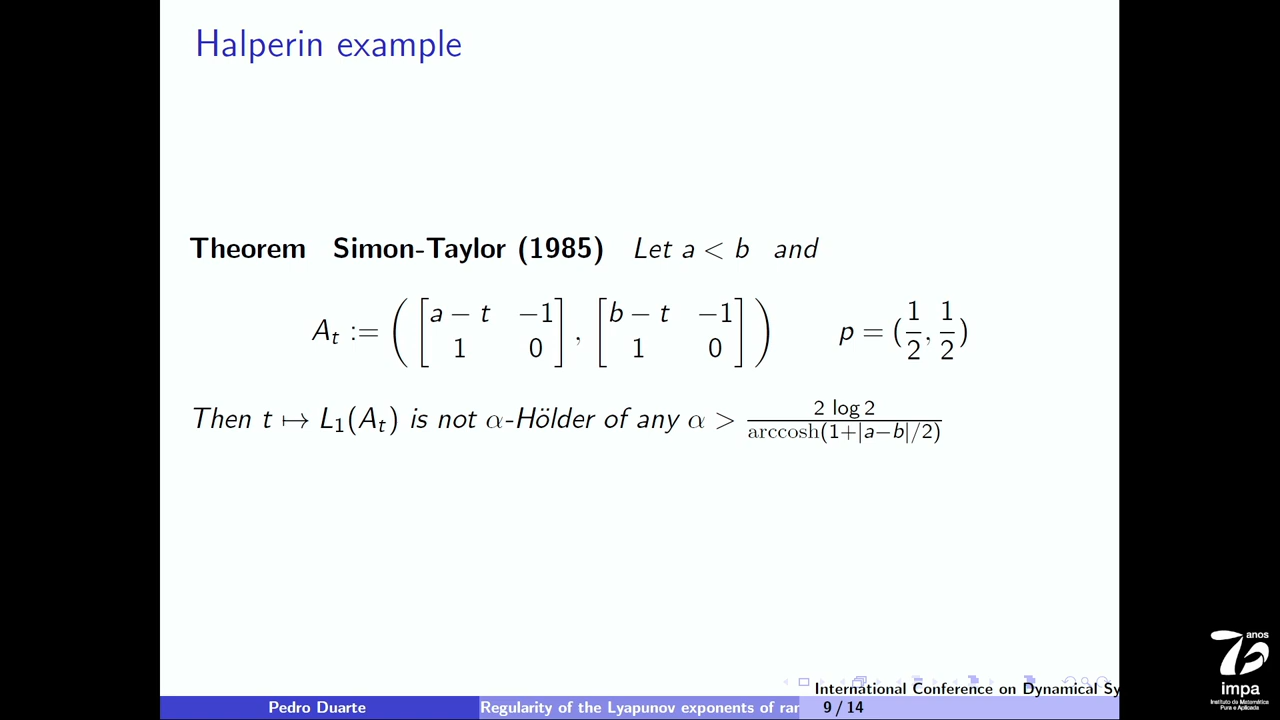 Halperin example
Theorem Simon-Taylor (1985) Let a < b and
A_t := ( [ a − t −1 ; 1 0 ] , [ b − t −1 ; 1 0 ] ) p = (1/2, 1/2)
Then t ↦ L_1(A_t) is not α-Hölder of any α > 2 log 2 / arccosh(1+|a−b|/2)
International Conference on Dynamical Sy
Pedro Duarte Regularity of the Lyapunov exponents of ran 9 / 14
anos
impa
Instituto de Matemática
Pura e Aplicada